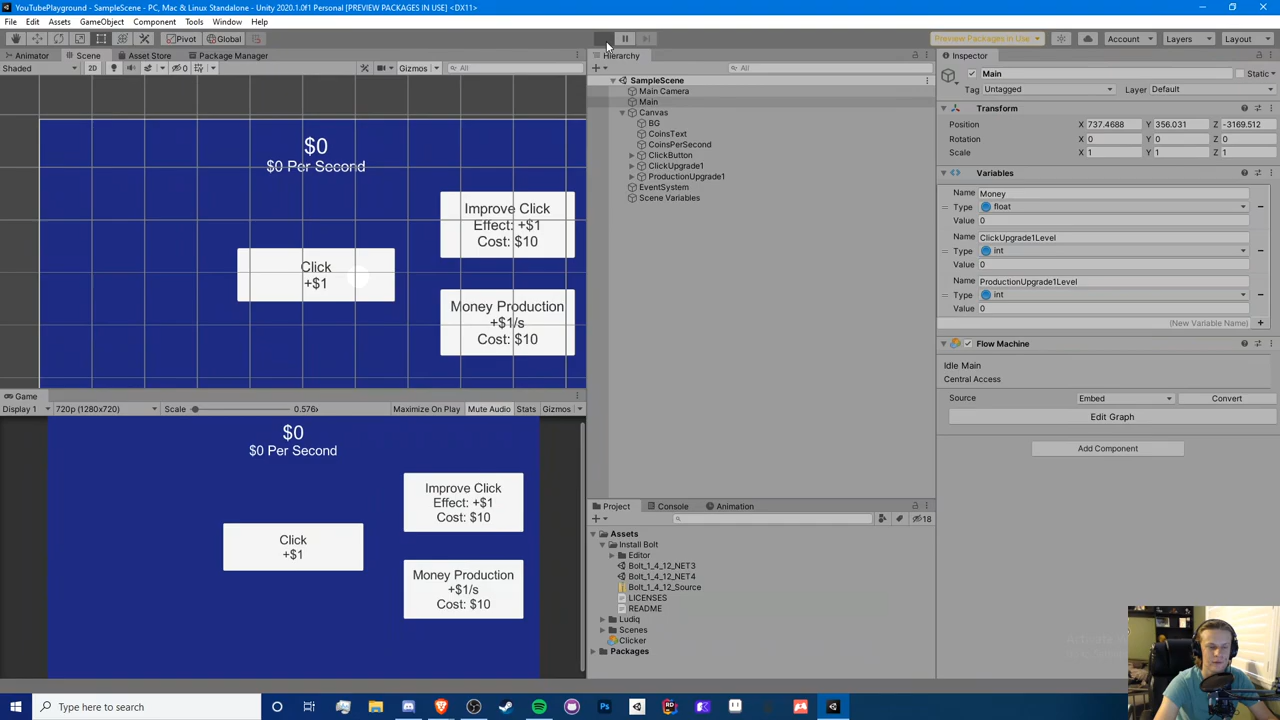 YouTubePlayground - SampleScene - PC, Mac & Linux Standalone - Unity 2020.1.0f1 Personal [PREVIEW PACKAGES IN USE] <DX11>
File Edit Assets GameObject Component Tools Window Help
Pivot Global
Preview Packages in Use
Account Layers Layout
Animator Scene Asset Store Package Manager
Shaded 2D 0 Gizmos All
$0
$0 Per Second
Improve Click
Effect: +$1
Cost: $10
Click
+$1
Money Production
+$1/s
Cost: $10
Game
Display 1 720p (1280x720) Scale 0.576x Maximize On Play Mute Audio Stats Gizmos
$0
$0 Per Second
Improve Click
Effect: +$1
Cost: $10
Click
+$1
Money Production
+$1/s
Cost: $10
Hierarchy
All
SampleScene
Main Camera
Main
Canvas
BG
CoinsText
CoinsPerSecond
ClickButton
ClickUpgrade1
ProductionUpgrade1
EventSystem
Scene Variables
Project Console Animation
18
Assets
Install Bolt
Editor
Bolt_1_4_12_NET3
Bolt_1_4_12_NET4
Bolt_1_4_12_Source
LICENSES
README
Ludiq
Scenes
Clicker
Packages
Inspector
Main Static
Tag Untagged Layer Default
Transform
Position X 737.4688 Y 356.031 Z -3169.512
Rotation X 0 Y 0 Z 0
Scale X 1 Y 1 Z 1
Variables
Name Money
Type float
Value 0
Name ClickUpgrade1Level
Type int
Value 0
Name ProductionUpgrade1Level
Type int
Value 0
(New Variable Name)
Flow Machine
Idle Main
Central Access
Source Embed Convert
Edit Graph
Add Component
Type here to search